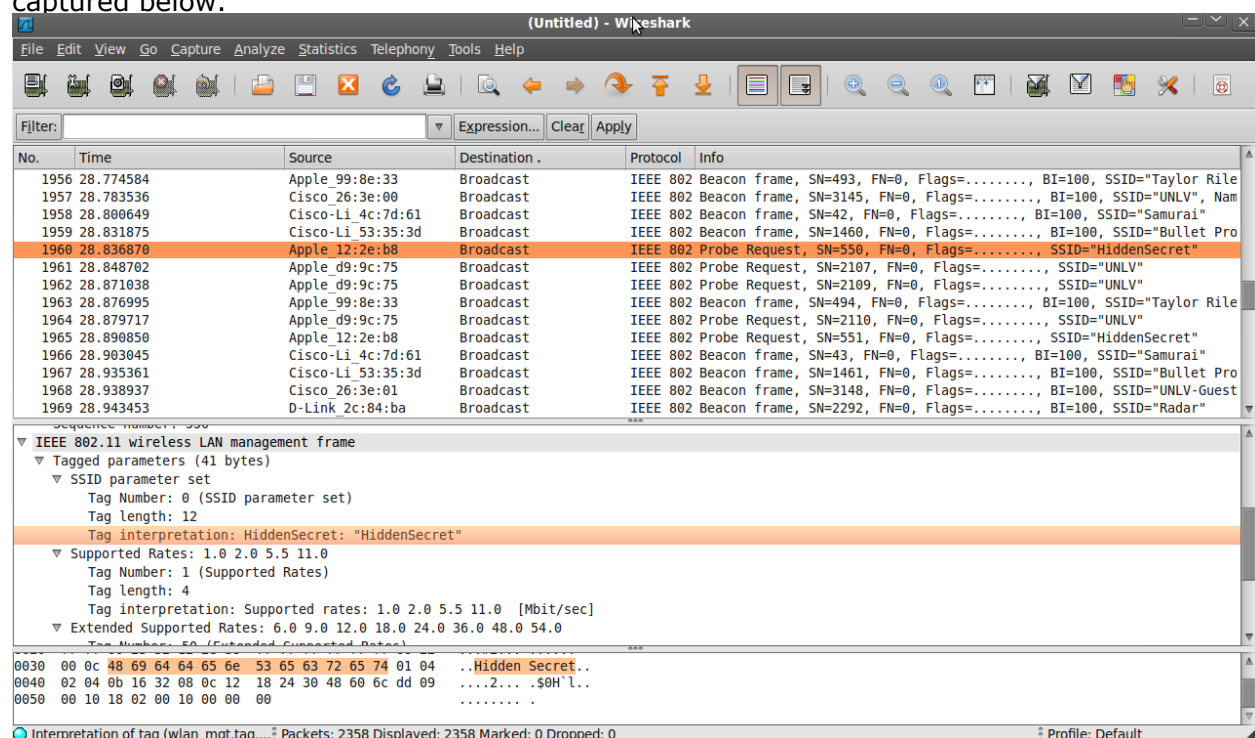 captured below.
(Untitled) - Wireshark
File Edit View Go Capture Analyze Statistics Telephony Tools Help
Filter: Expression... Clear Apply
No. Time Source Destination . Protocol Info
1956 28.774584 Apple_99:8e:33 Broadcast IEEE 802 Beacon frame, SN=493, FN=0, Flags=........, BI=100, SSID="Taylor Rile
1957 28.783536 Cisco_26:3e:00 Broadcast IEEE 802 Beacon frame, SN=3145, FN=0, Flags=........, BI=100, SSID="UNLV", Nam
1958 28.800649 Cisco-Li_4c:7d:61 Broadcast IEEE 802 Beacon frame, SN=42, FN=0, Flags=........, BI=100, SSID="Samurai"
1959 28.831875 Cisco-Li_53:35:3d Broadcast IEEE 802 Beacon frame, SN=1460, FN=0, Flags=........, BI=100, SSID="Bullet Pro
1960 28.836870 Apple_12:2e:b8 Broadcast IEEE 802 Probe Request, SN=550, FN=0, Flags=........, SSID="HiddenSecret"
1961 28.848702 Apple_d9:9c:75 Broadcast IEEE 802 Probe Request, SN=2107, FN=0, Flags=........, SSID="UNLV"
1962 28.871038 Apple_d9:9c:75 Broadcast IEEE 802 Probe Request, SN=2109, FN=0, Flags=........, SSID="UNLV"
1963 28.876995 Apple_99:8e:33 Broadcast IEEE 802 Beacon frame, SN=494, FN=0, Flags=........, BI=100, SSID="Taylor Rile
1964 28.879717 Apple_d9:9c:75 Broadcast IEEE 802 Probe Request, SN=2110, FN=0, Flags=........, SSID="UNLV"
1965 28.890850 Apple_12:2e:b8 Broadcast IEEE 802 Probe Request, SN=551, FN=0, Flags=........, SSID="HiddenSecret"
1966 28.903045 Cisco-Li_4c:7d:61 Broadcast IEEE 802 Beacon frame, SN=43, FN=0, Flags=........, BI=100, SSID="Samurai"
1967 28.935361 Cisco-Li_53:35:3d Broadcast IEEE 802 Beacon frame, SN=1461, FN=0, Flags=........, BI=100, SSID="Bullet Pro
1968 28.938937 Cisco_26:3e:01 Broadcast IEEE 802 Beacon frame, SN=3148, FN=0, Flags=........, BI=100, SSID="UNLV-Guest
1969 28.943453 D-Link_2c:84:ba Broadcast IEEE 802 Beacon frame, SN=2292, FN=0, Flags=........, BI=100, SSID="Radar"
Sequence number: 550
IEEE 802.11 wireless LAN management frame
Tagged parameters (41 bytes)
SSID parameter set
Tag Number: 0 (SSID parameter set)
Tag length: 12
Tag interpretation: HiddenSecret: "HiddenSecret"
Supported Rates: 1.0 2.0 5.5 11.0
Tag Number: 1 (Supported Rates)
Tag length: 4
Tag interpretation: Supported rates: 1.0 2.0 5.5 11.0 [Mbit/sec]
Extended Supported Rates: 6.0 9.0 12.0 18.0 24.0 36.0 48.0 54.0
Tag Number: 50 (Extended Supported Rates)
0030 00 0c 48 69 64 64 65 6e 53 65 63 72 65 74 01 04 ..Hidden Secret..
0040 02 04 0b 16 32 08 0c 12 18 24 30 48 60 6c dd 09 ....2... .$0H`l..
0050 00 10 18 02 00 10 00 00 00 ........ .
Interpretation of tag (wlan_mgt.tag.... Packets: 2358 Displayed: 2358 Marked: 0 Dropped: 0 Profile: Default